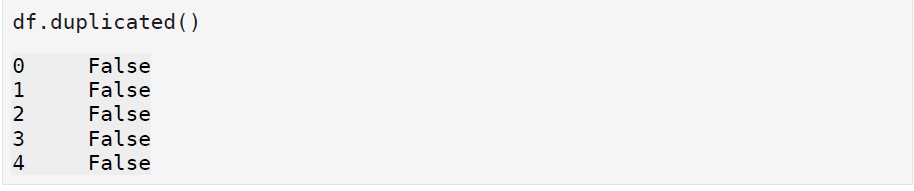 df.duplicated()
0     False
1     False
2     False
3     False
4     False